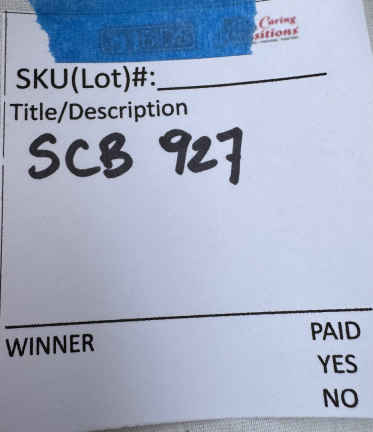 Caring
sitions
SKU(Lot)#:
Title/Description
SCB 927
WINNER
PAID
YES
NO